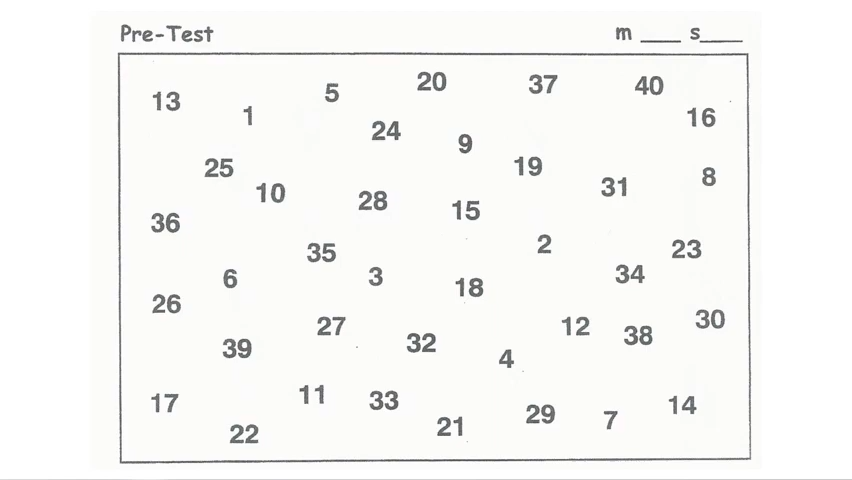 Pre-Test m ____ s____
13 1 5 20 37 40
24 9 16
25 10 28 15 19 31 8
36 35 3 2 34 23
6 18
26 27 32 12 38 30
39 4
17 11 33 29 7 14
22 21